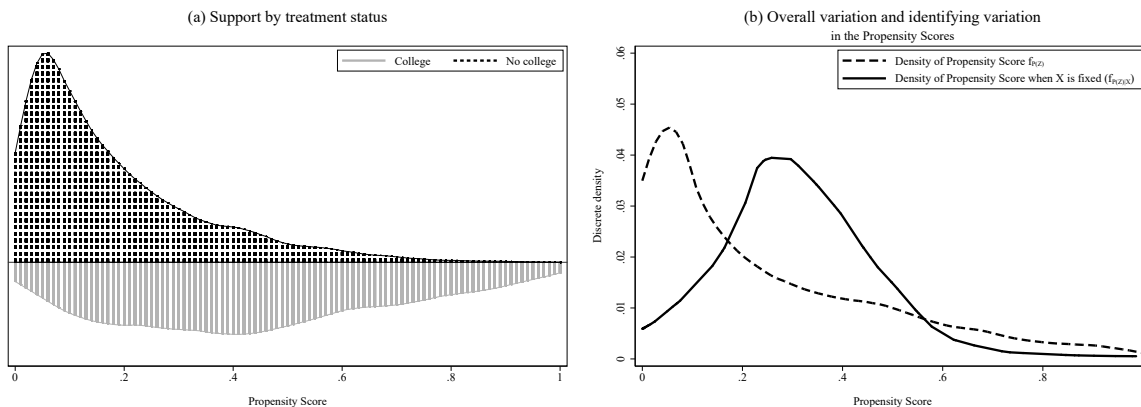 (a) Support by treatment status
College
No college
0
.2
.4
.6
.8
1
Propensity Score
(b) Overall variation and identifying variation
in the Propensity Scores
Density of Propensity Score f_P(Z)
Density of Propensity Score when X is fixed (f_P(Z)|X)
.06
.05
.04
.03
.02
.01
0
Discrete density
0
.2
.4
.6
.8
Propensity Score